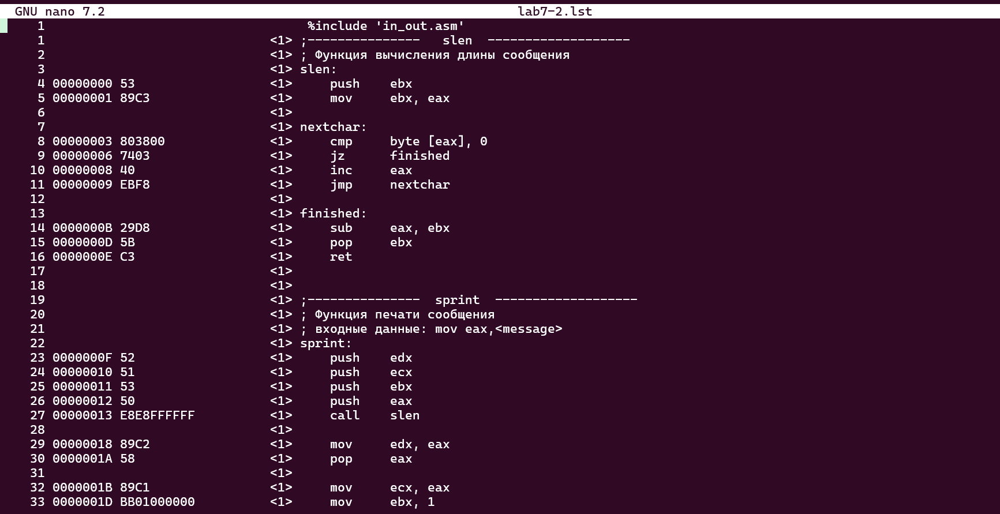 GNU nano 7.2 lab7-2.lst
1 %include 'in_out.asm'
1 <1> ;--------------- slen -------------------
2 <1> ; Функция вычисления длины сообщения
3 <1> slen:
4 00000000 53 <1> push ebx
5 00000001 89C3 <1> mov ebx, eax
6 <1>
7 <1> nextchar:
8 00000003 803800 <1> cmp byte [eax], 0
9 00000006 7403 <1> jz finished
10 00000008 40 <1> inc eax
11 00000009 EBF8 <1> jmp nextchar
12 <1>
13 <1> finished:
14 0000000B 29D8 <1> sub eax, ebx
15 0000000D 5B <1> pop ebx
16 0000000E C3 <1> ret
17 <1>
18 <1>
19 <1> ;--------------- sprint -------------------
20 <1> ; Функция печати сообщения
21 <1> ; входные данные: mov eax,<message>
22 <1> sprint:
23 0000000F 52 <1> push edx
24 00000010 51 <1> push ecx
25 00000011 53 <1> push ebx
26 00000012 50 <1> push eax
27 00000013 E8E8FFFFFF <1> call slen
28 <1>
29 00000018 89C2 <1> mov edx, eax
30 0000001A 58 <1> pop eax
31 <1>
32 0000001B 89C1 <1> mov ecx, eax
33 0000001D BB01000000 <1> mov ebx, 1